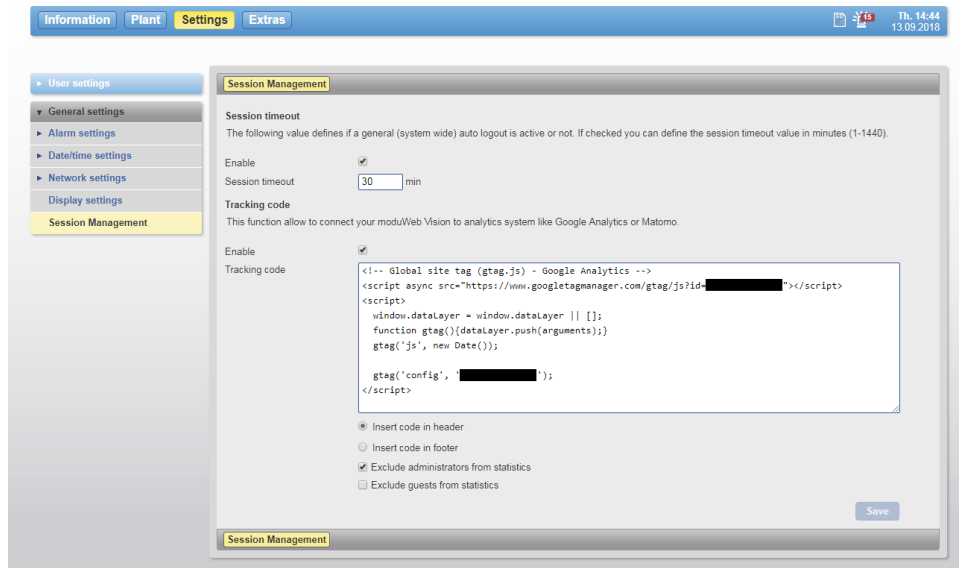 Information Plant Settings Extras 15 Th. 14:44
13.09.2018
User settings
General settings
Alarm settings
Date/time settings
Network settings
Display settings
Session Management
Session Management
Session timeout
The following value defines if a general (system wide) auto logout is active or not. If checked you can define the session timeout value in minutes (1-1440).
Enable
Session timeout 30 min
Tracking code
This function allow to connect your moduWeb Vision to analytics system like Google Analytics or Matomo.
Enable
Tracking code
<!-- Global site tag (gtag.js) - Google Analytics -->
<script async src="https://www.googletagmanager.com/gtag/js?id="></script>
<script>
window.dataLayer = window.dataLayer || [];
function gtag(){dataLayer.push(arguments);}
gtag('js', new Date());
gtag('config', '');
</script>
Insert code in header
Insert code in footer
Exclude administrators from statistics
Exclude guests from statistics
Save
Session Management